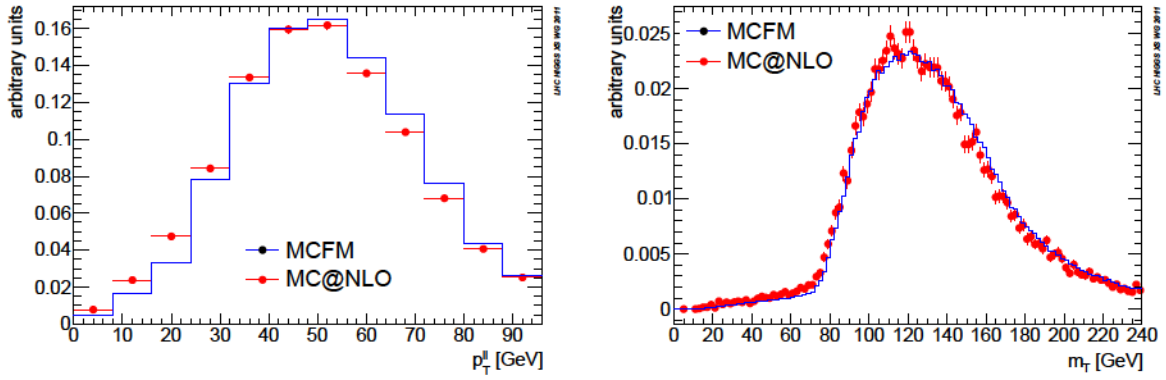 arbitrary units
0.16
0.14
0.12
0.1
0.08
0.06
0.04
0.02
0
MCFM
MC@NLO
0 10 20 30 40 50 60 70 80 90
p_T^ll [GeV]
LHC HIGGS XS WG 2011
arbitrary units
0.025
0.02
0.015
0.01
0.005
0
MCFM
MC@NLO
0 20 40 60 80 100 120 140 160 180 200 220 240
m_T [GeV]
LHC HIGGS XS WG 2011